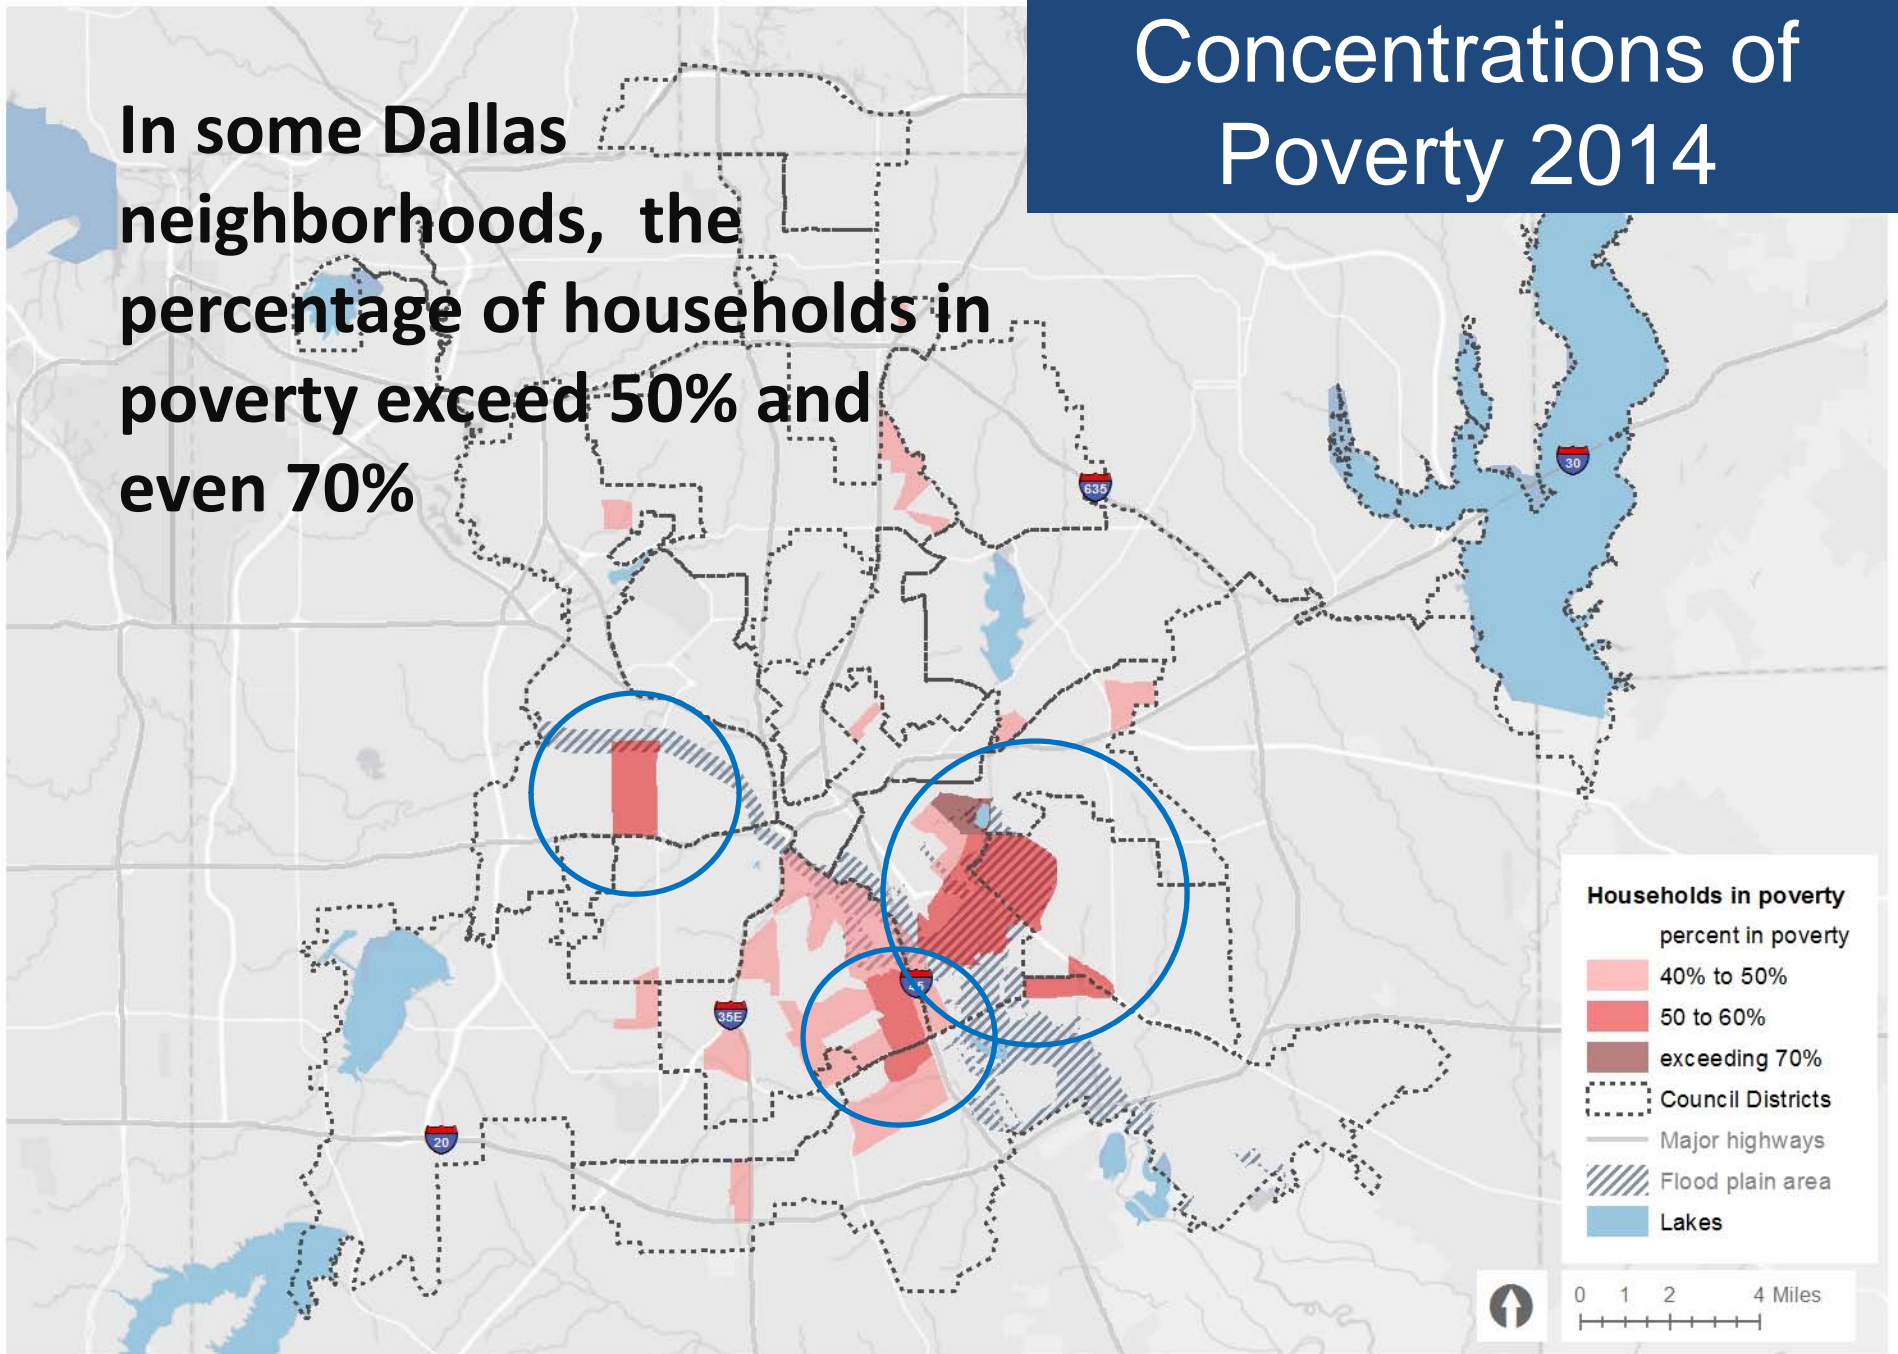 Concentrations of
Poverty 2014
In some Dallas
neighborhoods, the
percentage of households in
poverty exceed 50% and
even 70%
30
635
45
35E
20
Households in poverty
percent in poverty
40% to 50%
50 to 60%
exceeding 70%
Council Districts
Major highways
Flood plain area
Lakes
0 1 2 4 Miles